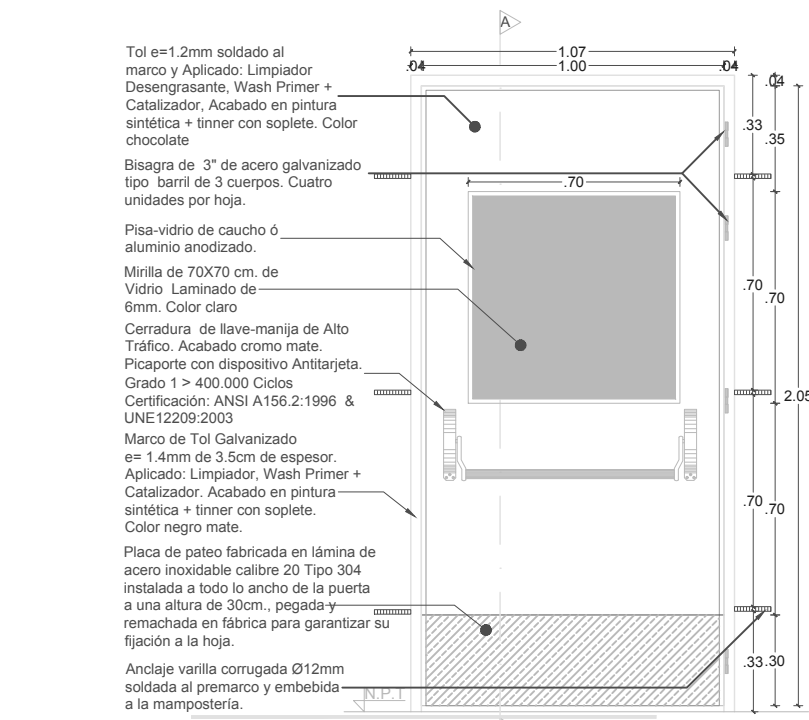 A
1.07
.04
1.00
.04
Tol e=1.2mm soldado al
marco y Aplicado: Limpiador
Desengrasante, Wash Primer +
Catalizador, Acabado en pintura
sintética + tinner con soplete. Color
chocolate
Bisagra de 3" de acero galvanizado
tipo barril de 3 cuerpos. Cuatro
unidades por hoja.
Pisa-vidrio de caucho ó
aluminio anodizado.
Mirilla de 70X70 cm. de
Vidrio Laminado de
6mm. Color claro
Cerradura de llave-manija de Alto
Tráfico. Acabado cromo mate.
Picaporte con dispositivo Antitarjeta.
Grado 1 > 400.000 Ciclos
Certificación: ANSI A156.2:1996 &
UNE12209:2003
Marco de Tol Galvanizado
e= 1.4mm de 3.5cm de espesor.
Aplicado: Limpiador, Wash Primer +
Catalizador. Acabado en pintura
sintética + tinner con soplete.
Color negro mate.
Placa de pateo fabricada en lámina de
acero inoxidable calibre 20 Tipo 304
instalada a todo lo ancho de la puerta
a una altura de 30cm., pegada y
remachada en fábrica para garantizar su
fijación a la hoja.
Anclaje varilla corrugada Ø12mm
soldada al premarco y embebida
a la mampostería.
.70
.04
.33
.35
.70
.70
2.05
.70
.70
.33
.30
N.P.T